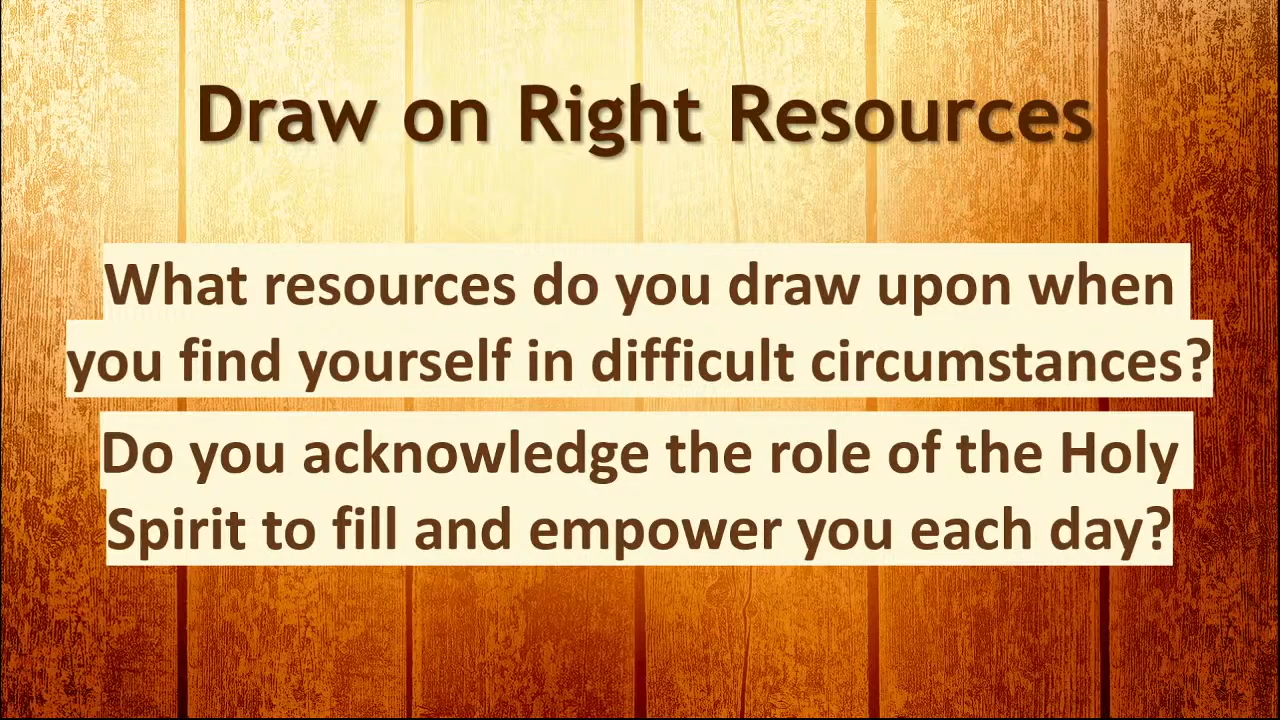 Draw on Right Resources
What resources do you draw upon when
you find yourself in difficult circumstances?
Do you acknowledge the role of the Holy
Spirit to fill and empower you each day?